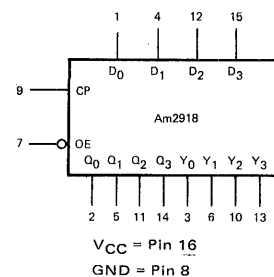 1 4 12 15
D0 D1 D2 D3
9 CP
Am2918
7 OE
Q0 Q1 Q2 Q3 Y0 Y1 Y2 Y3
2 5 11 14 3 6 10 13
VCC = Pin 16
GND = Pin 8